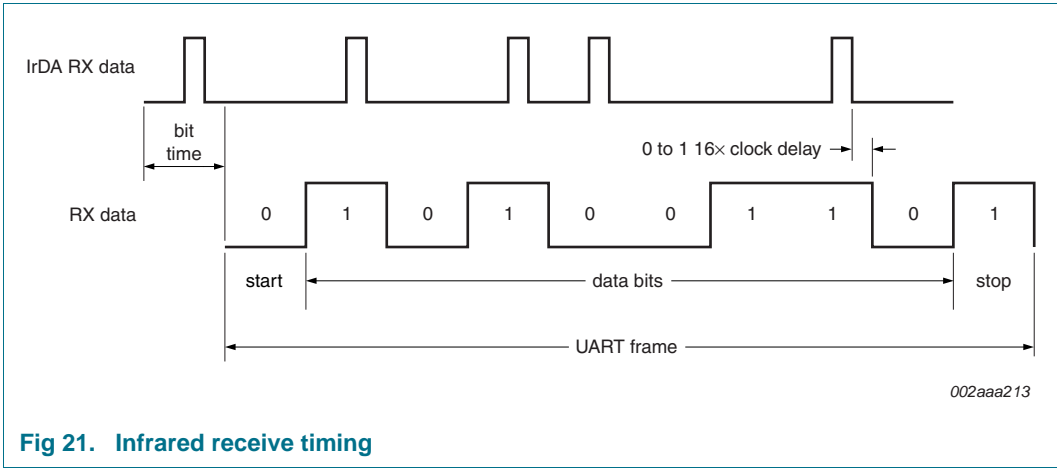 IrDA RX data
bit
time
0 to 1 16× clock delay
RX data
0 1 0 1 0 0 1 1 0 1
start
data bits
stop
UART frame
002aaa213
Fig 21. Infrared receive timing